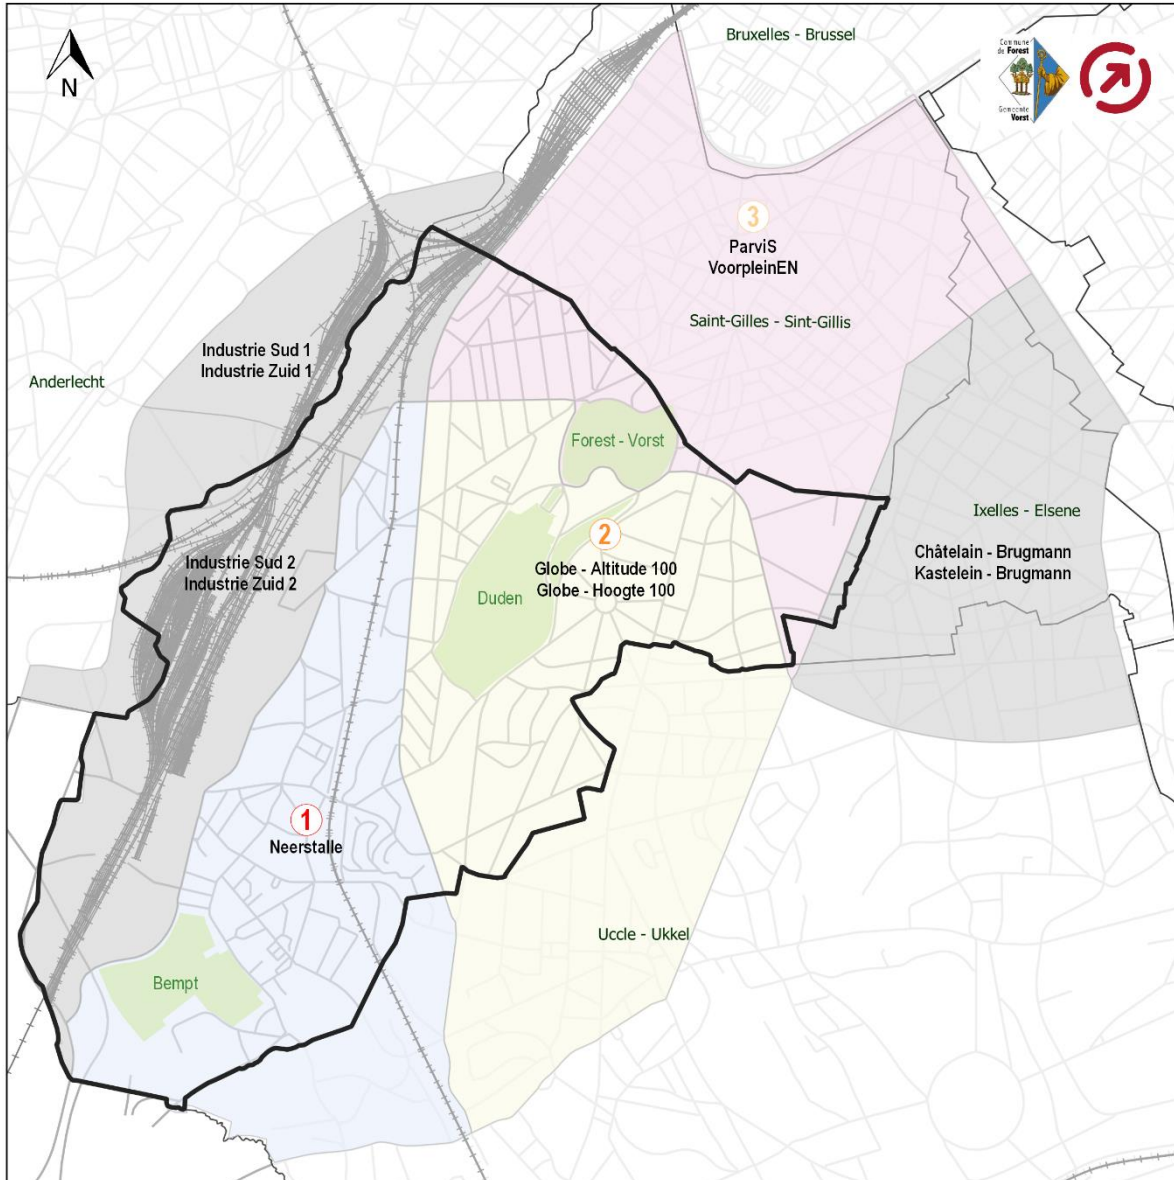 Bruxelles - Brussel
Commune
de Forest
Gemeente
Vorst
N
3
ParviS
VoorpleinEN
Saint-Gilles - Sint-Gillis
Industrie Sud 1
Industrie Zuid 1
Anderlecht
Forest - Vorst
Ixelles - Elsene
2
Châtelain - Brugmann
Kastelein - Brugmann
Industrie Sud 2
Industrie Zuid 2
Globe - Altitude 100
Globe - Hoogte 100
Duden
1
Neerstalle
Uccle - Ukkel
Bempt